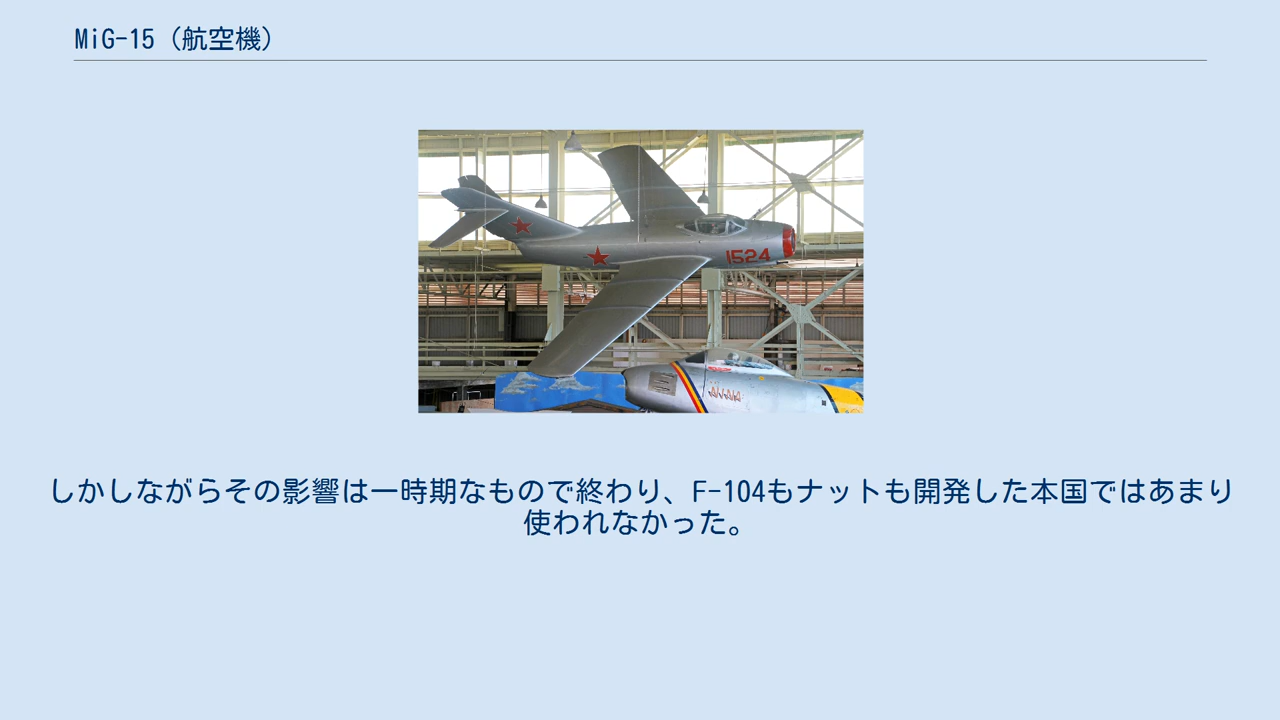 MiG-15（航空機）
1524
しかしながらその影響は一時期なもので終わり、F-104もナットも開発した本国ではあまり
使われなかった。